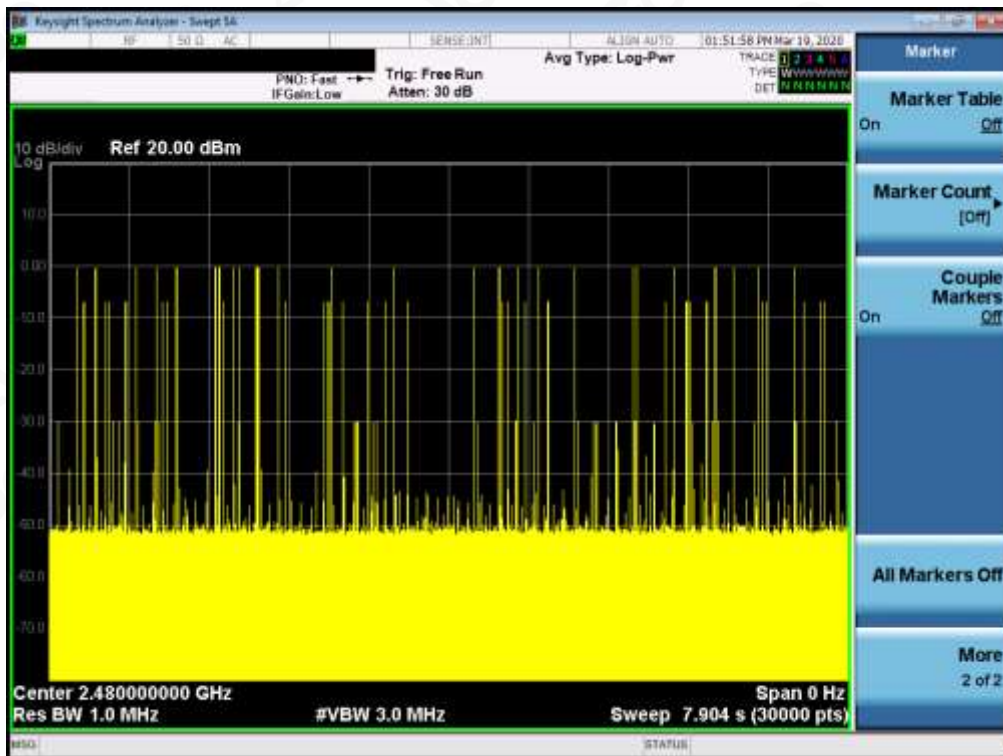 Keysight Spectrum Analyzer - Swept SA
RF 50 Ω AC SENSE:INT ALIGN AUTO 01:51:58 PM Mar 19, 2020
Avg Type: Log-Pwr
TRACE 1 2 3 4 5 6
PNO: Fast Trig: Free Run
TYPE WWWWWW
IFGain:Low Atten: 30 dB
DET N N N N N N
10 dB/div Ref 20.00 dBm
Log
10.0
0.00
-10.0
-20.0
-30.0
-40.0
-50.0
-60.0
-70.0
Center 2.480000000 GHz Span 0 Hz
Res BW 1.0 MHz #VBW 3.0 MHz Sweep 7.904 s (30000 pts)
MSG STATUS
Marker
Marker Table
On Off
Marker Count
[Off]
Couple
Markers
On Off
All Markers Off
More
2 of 2